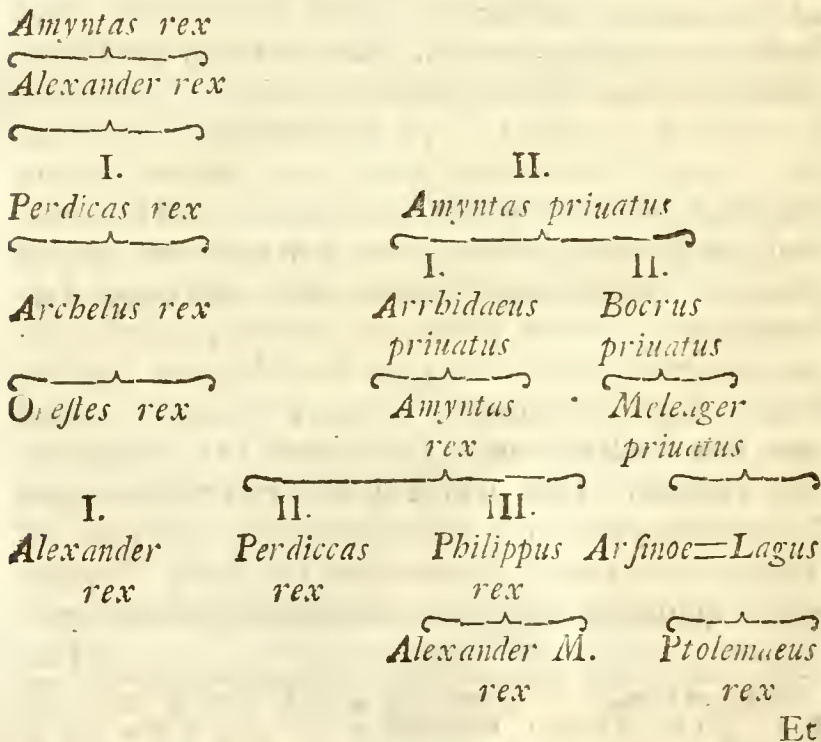 Amyntas rex
Alexander rex
I. II.
Perdicas rex Amyntas priuatus
I. II.
Archelus rex Arrhidaeus Bocrus
priuatus priuatus
Oreſtes rex Amyntas Meleager
rex priuatus
I. II. III.
Alexander Perdiccas Philippus Arſinoe=Lagus
rex rex rex
Alexander M. Ptolemaeus
rex rex
Et